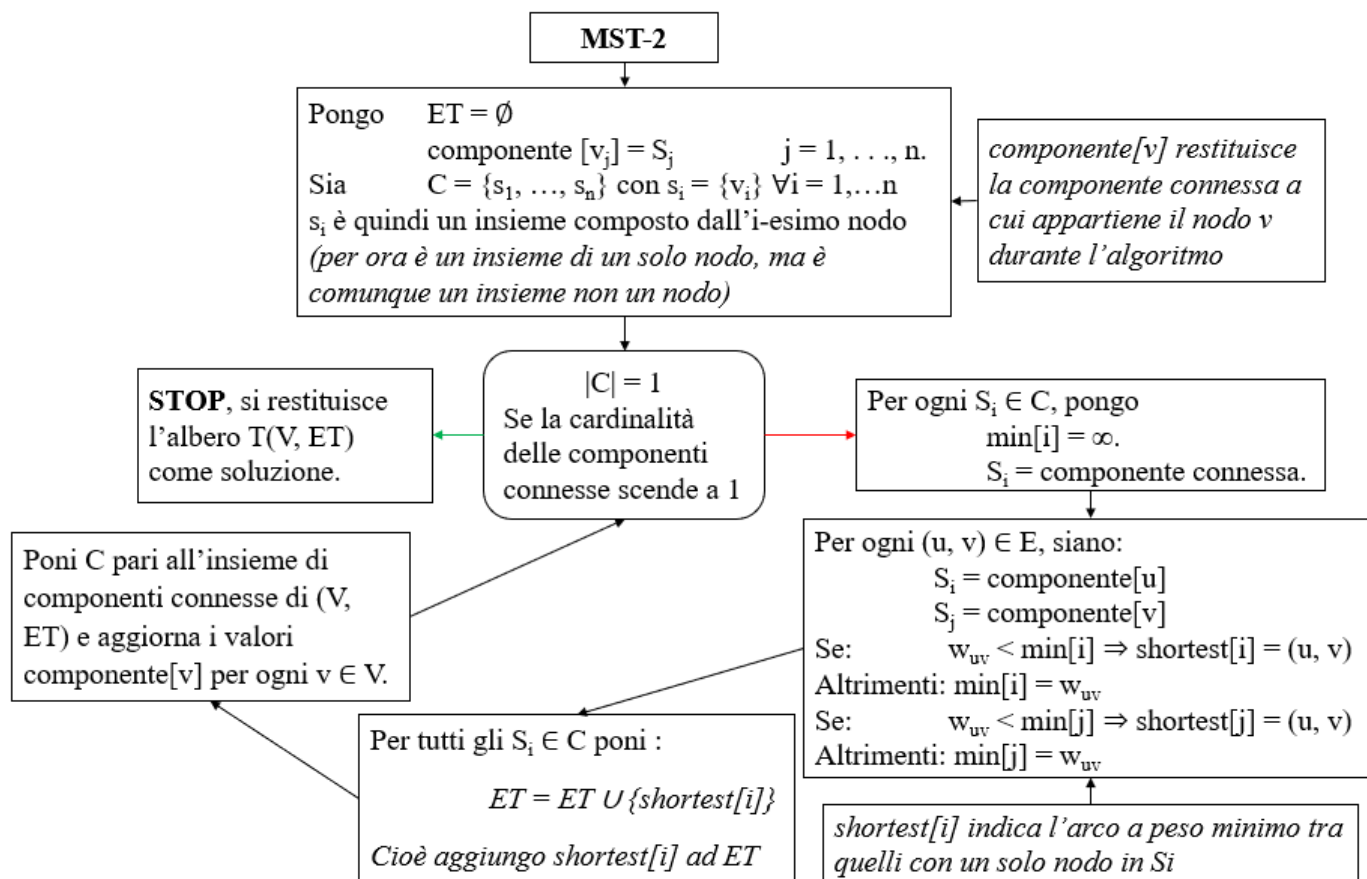 MST-2
Pongo ET = ∅
componente [vⱼ] = Sⱼ j = 1, . . ., n.
Sia C = {s₁, …, sₙ} con sᵢ = {vᵢ} ∀i = 1,…n
sᵢ è quindi un insieme composto dall’i-esimo nodo
(per ora è un insieme di un solo nodo, ma è
comunque un insieme non un nodo)
componente[v] restituisce
la componente connessa a
cui appartiene il nodo v
durante l’algoritmo
|C| = 1
Se la cardinalità
delle componenti
connesse scende a 1
STOP, si restituisce
l’albero T(V, ET)
come soluzione.
Per ogni Sᵢ ∈ C, pongo
min[i] = ∞.
Sᵢ = componente connessa.
Per ogni (u, v) ∈ E, siano:
Sᵢ = componente[u]
Sⱼ = componente[v]
Se: w_uv < min[i] ⇒ shortest[i] = (u, v)
Altrimenti: min[i] = w_uv
Se: w_uv < min[j] ⇒ shortest[j] = (u, v)
Altrimenti: min[j] = w_uv
shortest[i] indica l’arco a peso minimo tra
quelli con un solo nodo in Si
Per tutti gli Sᵢ ∈ C poni :
ET = ET ∪ {shortest[i]}
Cioè aggiungo shortest[i] ad ET
Poni C pari all’insieme di
componenti connesse di (V,
ET) e aggiorna i valori
componente[v] per ogni v ∈ V.